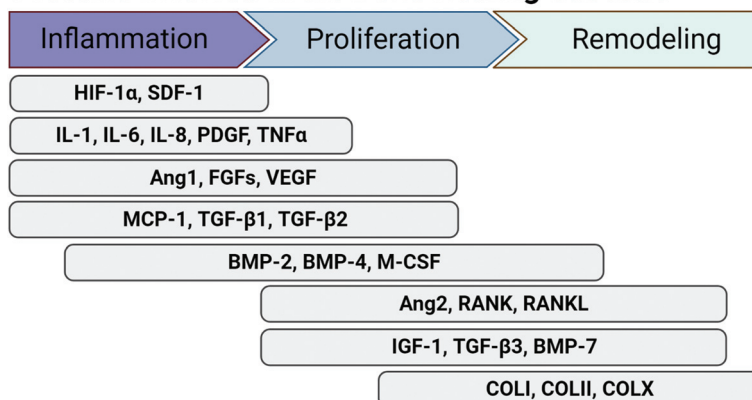 Inflammation
Proliferation
Remodeling
HIF-1α, SDF-1
IL-1, IL-6, IL-8, PDGF, TNFα
Ang1, FGFs, VEGF
MCP-1, TGF-β1, TGF-β2
BMP-2, BMP-4, M-CSF
Ang2, RANK, RANKL
IGF-1, TGF-β3, BMP-7
COLI, COLII, COLX